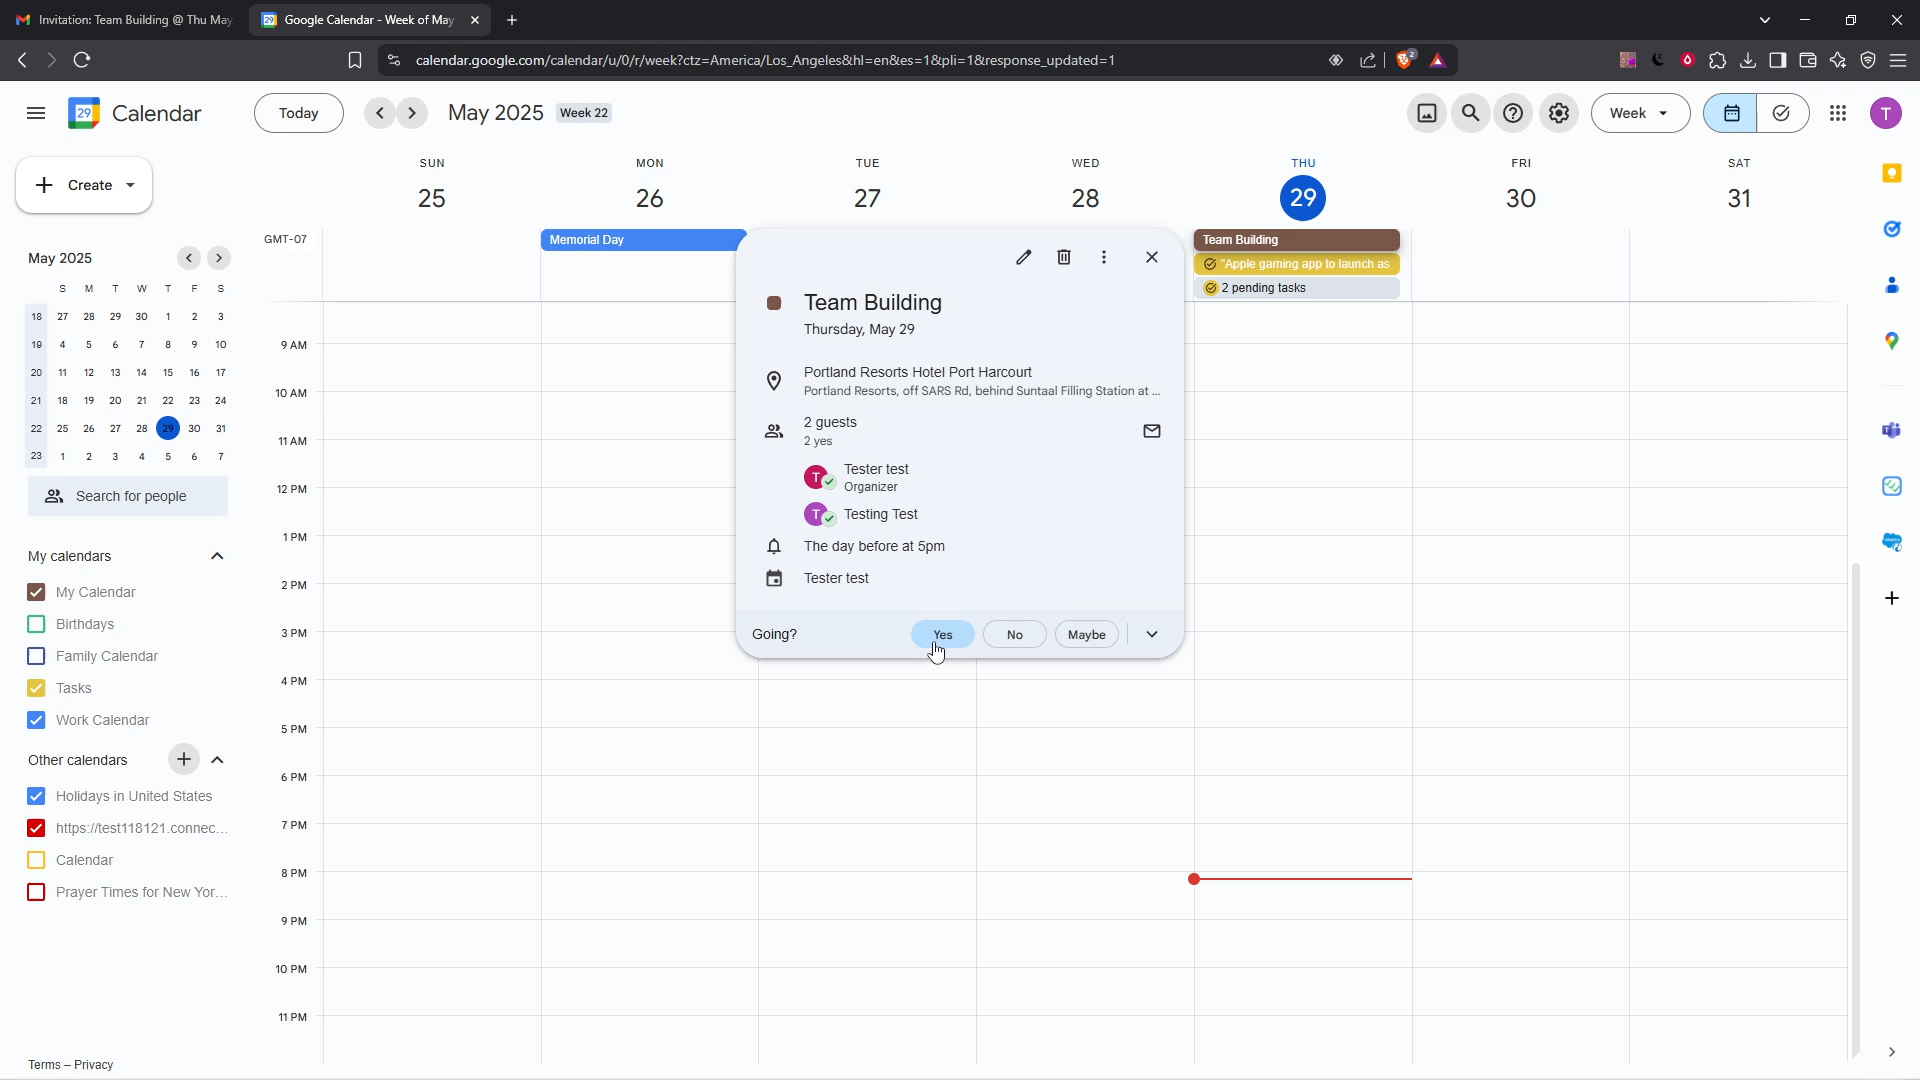 Invitation: Team Building @ Thu May
Google Calendar - Week of May
calendar.google.com/calendar/u/0/r/week?ctz=America/Los_Angeles&hl=en&es=1&pli=1&response_updated=1
2
29
Calendar
Today
May 2025
Week 22
Week
T
Create
SUN
MON
TUE
WED
THU
FRI
SAT
25
26
27
28
29
30
31
GMT-07
Memorial Day
Team Building
"Apple gaming app to launch as
2 pending tasks
May 2025
S M T W T F S
18 27 28 29 30 1 2 3
19 4 5 6 7 8 9 10
20 11 12 13 14 15 16 17
21 18 19 20 21 22 23 24
22 25 26 27 28 29 30 31
23 1 2 3 4 5 6 7
Search for people
My calendars
My Calendar
Birthdays
Family Calendar
Tasks
Work Calendar
Other calendars
Holidays in United States
https://test118121.connec...
Calendar
Prayer Times for New Yor...
Terms – Privacy
9 AM
10 AM
11 AM
12 PM
1 PM
2 PM
3 PM
4 PM
5 PM
6 PM
7 PM
8 PM
9 PM
10 PM
11 PM
Team Building
Thursday, May 29
Portland Resorts Hotel Port Harcourt
Portland Resorts, off SARS Rd, behind Suntaal Filling Station at ...
2 guests
2 yes
T
Tester test
Organizer
T
Testing Test
The day before at 5pm
Tester test
Going?
Yes
No
Maybe